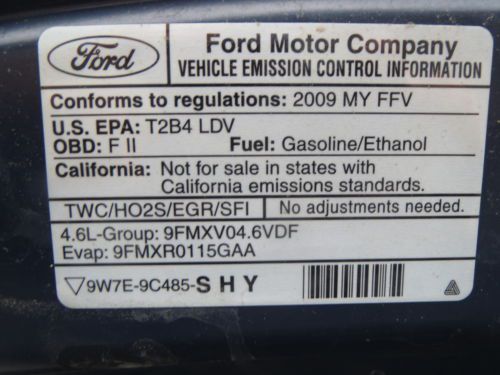 Ford
Ford Motor Company
VEHICLE EMISSION CONTROL INFORMATION
Conforms to regulations: 2009 MY FFV
U.S. EPA: T2B4 LDV
OBD: F II Fuel: Gasoline/Ethanol
California: Not for sale in states with
California emissions standards.
TWC/HO2S/EGR/SFI No adjustments needed.
4.6L-Group: 9FMXV04.6VDF
Evap: 9FMXR0115GAA
9W7E-9C485-S H Y